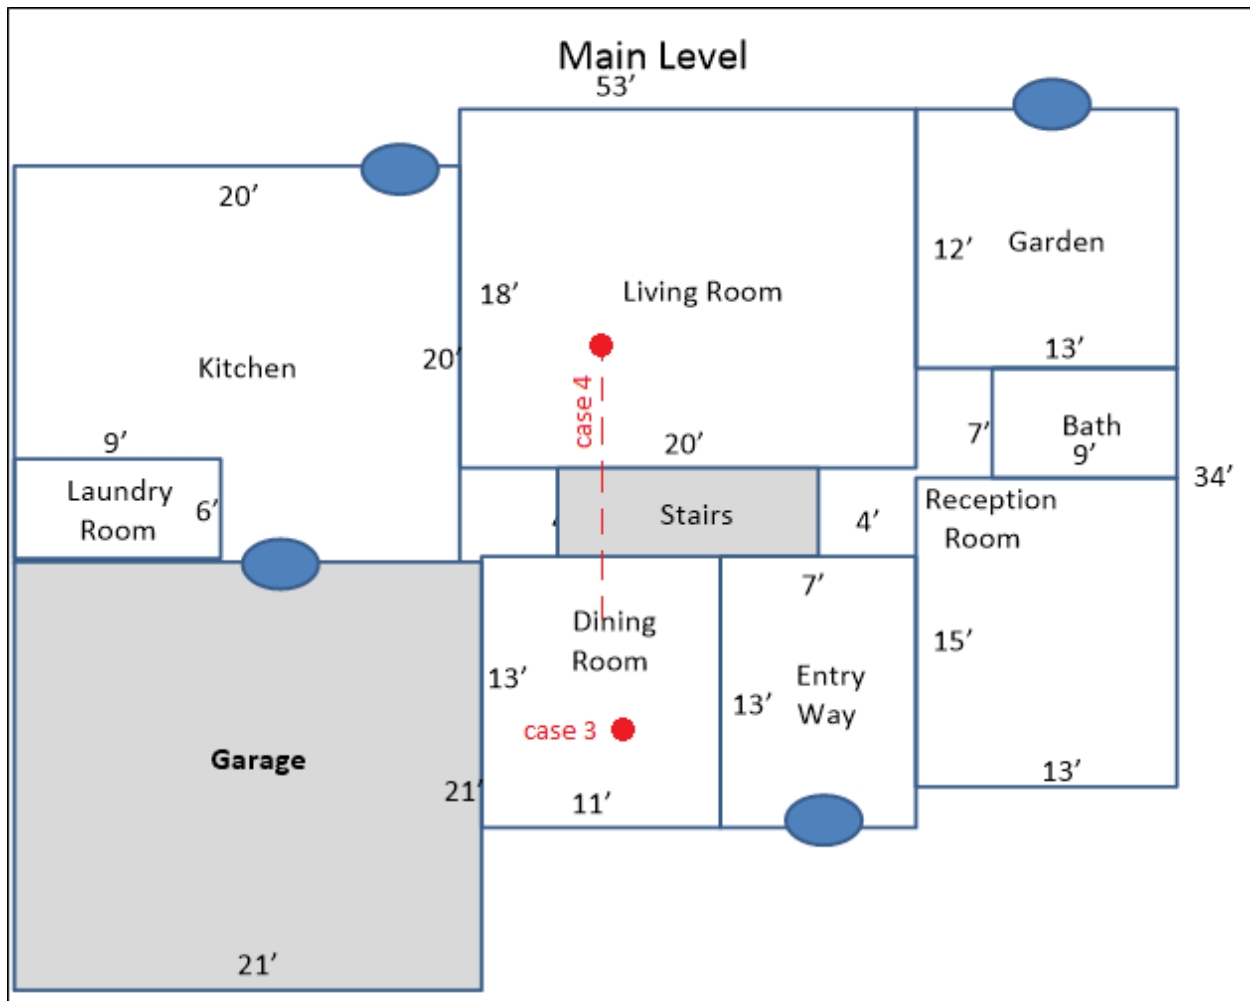 Main Level
53’
20’
Kitchen
20’
9’
Laundry
Room
6’
18’
Living Room
case 4
20’
12’
Garden
13’
7’
Bath
9’
34’
Stairs
4’
Reception
Room
15’
13’
Dining
Room
13’
case 3
11’
7’
Entry
Way
13’
Garage
21’
21’